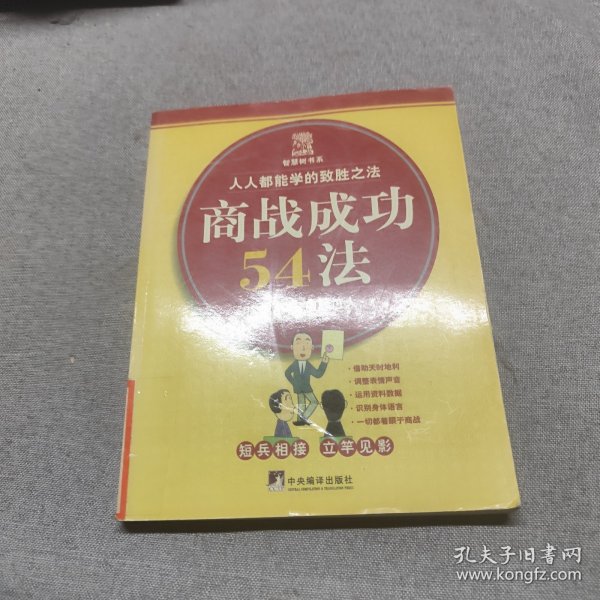 智慧树书系
人人都能学的致胜之法
商战成功
54法
·借助天时地利
·调整表情声音
·运用资料数据
·识别身体语言
·一切都着眼于商战
短兵相接 立竿见影
中央编译出版社
CENTRAL COMPILATION & TRANSLATION PRESS
孔夫子旧书网
www.kongfz.com